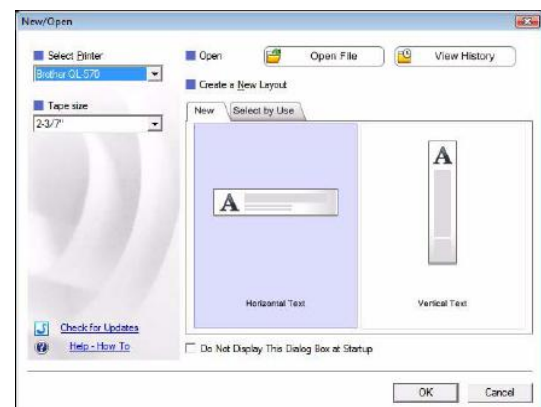 New/Open
Select Printer
Brother QL-570
Tape size
2-3/7"
Check for Updates
Help - How To
Open
Open File
View History
Create a New Layout
New
Select by Use
A
Horizontal Text
A
Vertical Text
Do Not Display This Dialog Box at Startup
OK
Cancel